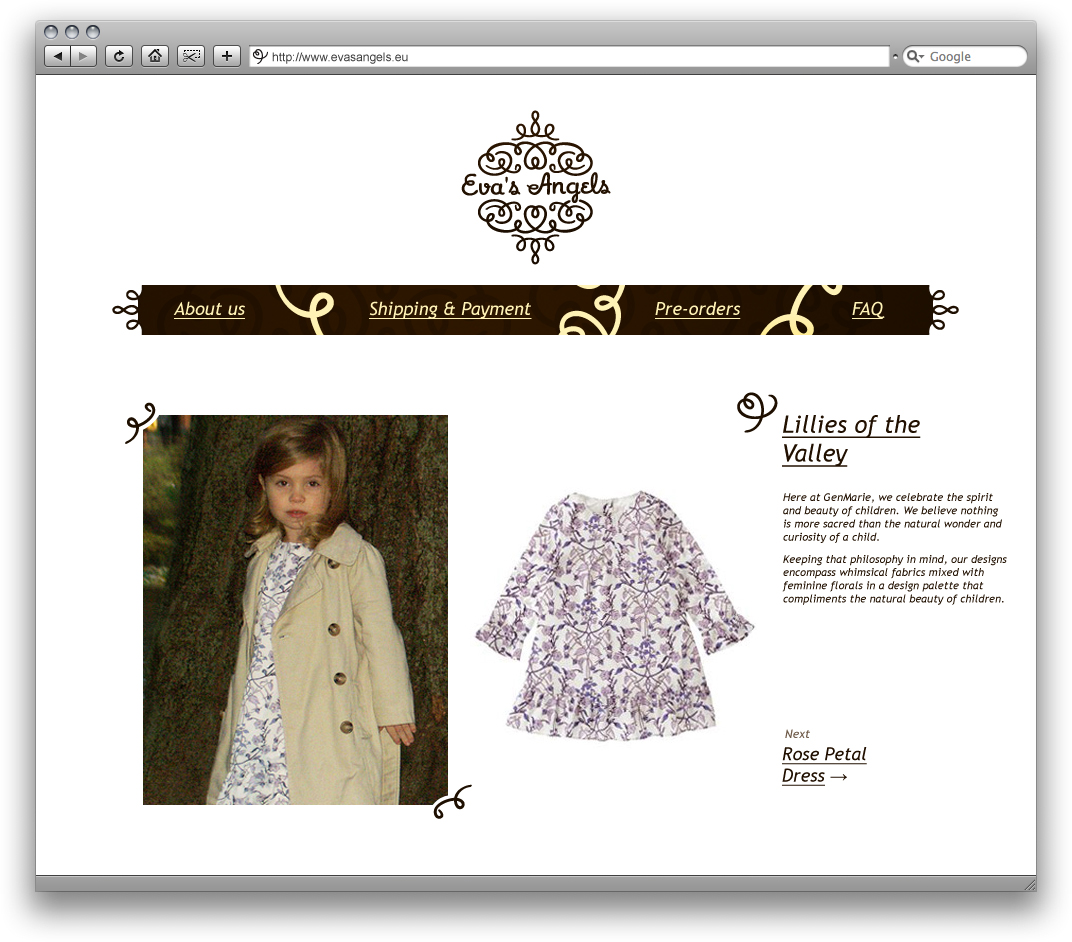 http://www.evasangels.eu
Google
Eva's Angels
About us
Shipping & Payment
Pre-orders
FAQ
Lillies of the
Valley
Here at GenMarie, we celebrate the spirit
and beauty of children. We believe nothing
is more sacred than the natural wonder and
curiosity of a child.
Keeping that philosophy in mind, our designs
encompass whimsical fabrics mixed with
feminine florals in a design palette that
compliments the natural beauty of children.
Next
Rose Petal
Dress →